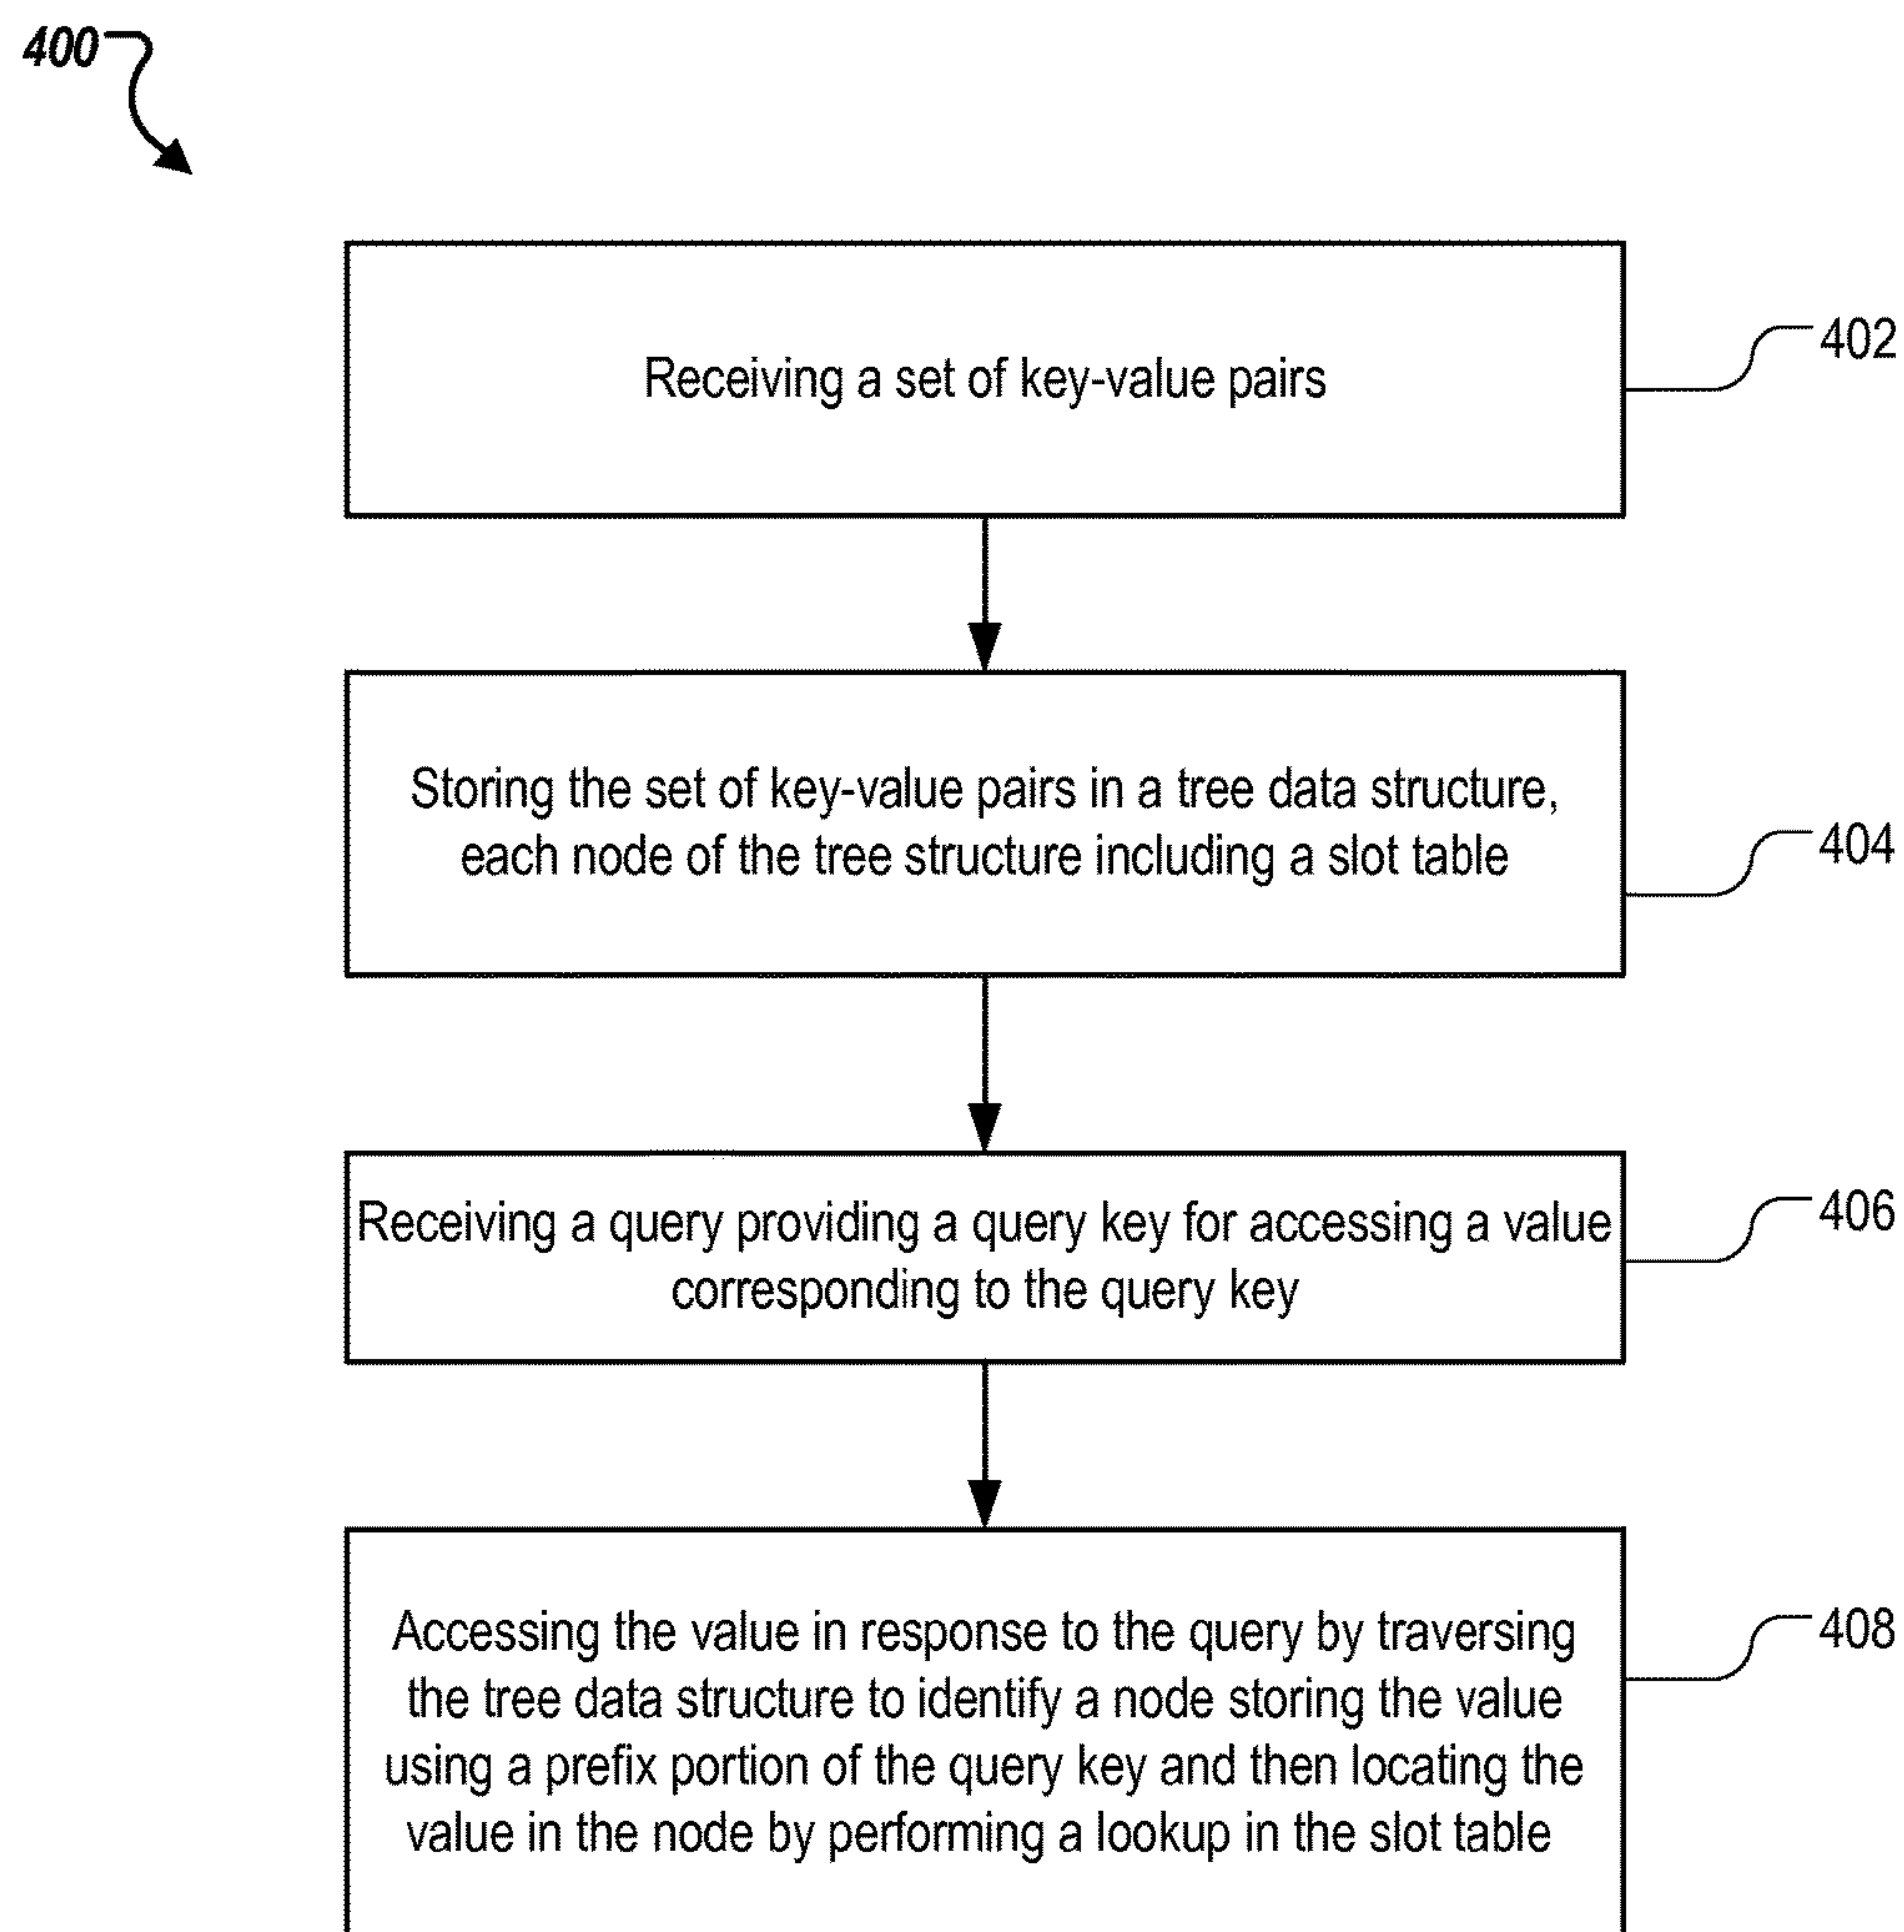 400
Receiving a set of key-value pairs
402
Storing the set of key-value pairs in a tree data structure,
each node of the tree structure including a slot table
404
Receiving a query providing a query key for accessing a value
corresponding to the query key
406
Accessing the value in response to the query by traversing
the tree data structure to identify a node storing the value
using a prefix portion of the query key and then locating the
value in the node by performing a lookup in the slot table
408